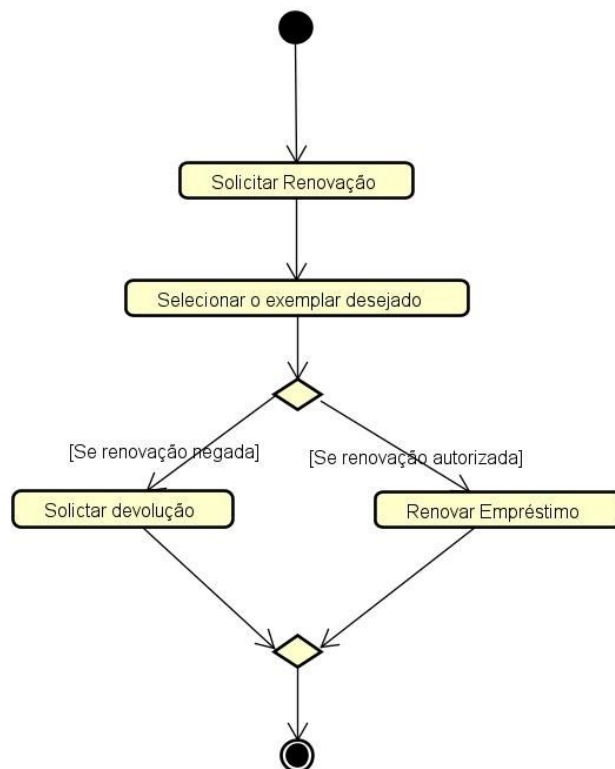 Solicitar Renovação
Selecionar o exemplar desejado
[Se renovação negada]
[Se renovação autorizada]
Solictar devolução
Renovar Empréstimo